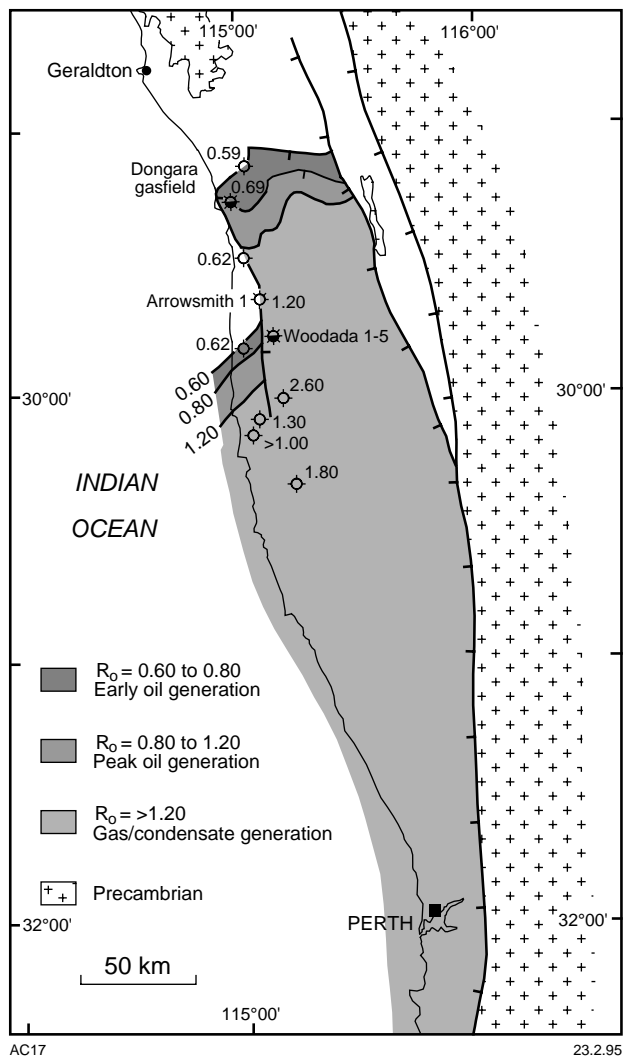 115°00'
116°00'
Geraldton
0.59
Dongara
gasfield
0.69
0.62
Arrowsmith 1
1.20
Woodada 1-5
0.62
0.60
0.80
1.20
2.60
1.30
>1.00
1.80
30°00'
30°00'
INDIAN
OCEAN
Ro = 0.60 to 0.80
Early oil generation
Ro = 0.80 to 1.20
Peak oil generation
Ro = >1.20
Gas/condensate generation
Precambrian
PERTH
32°00'
32°00'
50 km
115°00'
AC17
23.2.95